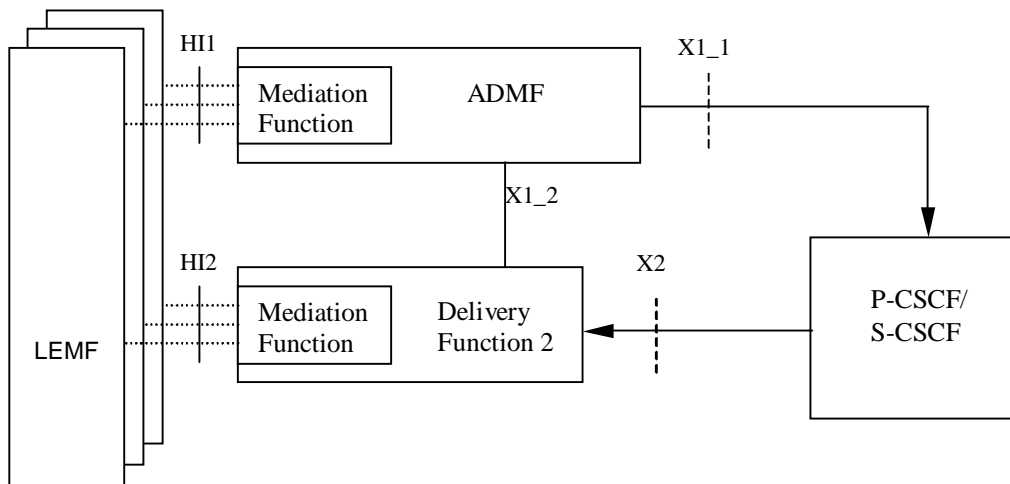 HI1
X1_1
Mediation
Function
ADMF
X1_2
HI2
X2
Mediation
Function
Delivery
Function 2
P-CSCF/
S-CSCF
LEMF